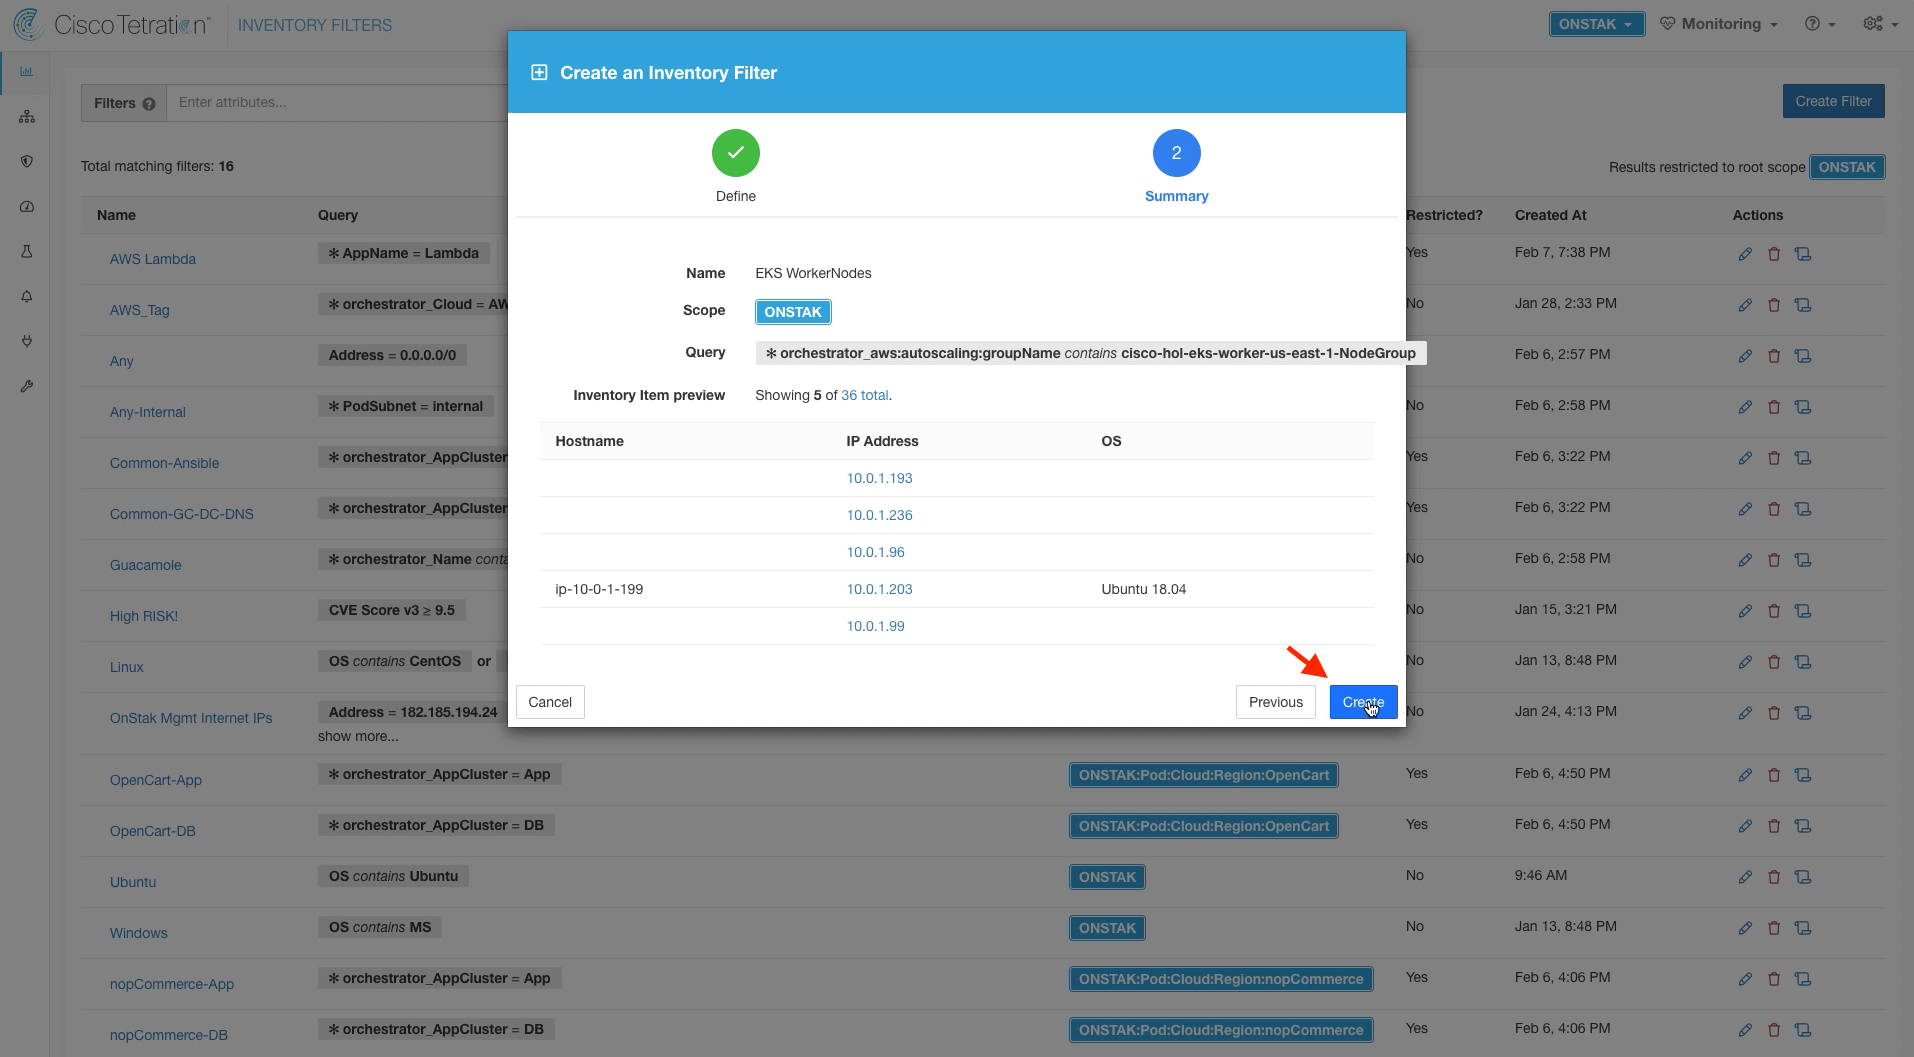 Cisco Tetration™ INVENTORY FILTERS ONSTAK Monitoring ?
Create an Inventory Filter
Filters ? Enter attributes... Create Filter
2
Define Summary
Total matching filters: 16 Results restricted to root scope ONSTAK
Name Query Restricted? Created At Actions
AWS Lambda ✻ AppName = Lambda Yes Feb 7, 7:38 PM
AWS_Tag ✻ orchestrator_Cloud = AW No Jan 28, 2:33 PM
Any Address = 0.0.0.0/0 Feb 6, 2:57 PM
Any-Internal ✻ PodSubnet = internal No Feb 6, 2:58 PM
Common-Ansible ✻ orchestrator_AppCluster Yes Feb 6, 3:22 PM
Common-GC-DC-DNS ✻ orchestrator_AppCluster Yes Feb 6, 3:22 PM
Guacamole ✻ orchestrator_Name conta No Feb 6, 2:58 PM
High RISK! CVE Score v3 ≥ 9.5 No Jan 15, 3:21 PM
Linux OS contains CentOS or No Jan 13, 8:48 PM
OnStak Mgmt Internet IPs Address = 182.185.194.24 No Jan 24, 4:13 PM
show more...
Name EKS WorkerNodes
Scope ONSTAK
Query ✻ orchestrator_aws:autoscaling:groupName contains cisco-hol-eks-worker-us-east-1-NodeGroup
Inventory Item preview Showing 5 of 36 total.
Hostname IP Address OS
10.0.1.193
10.0.1.236
10.0.1.96
ip-10-0-1-199 10.0.1.203 Ubuntu 18.04
10.0.1.99
Cancel Previous Create
OpenCart-App ✻ orchestrator_AppCluster = App ONSTAK:Pod:Cloud:Region:OpenCart Yes Feb 6, 4:50 PM
OpenCart-DB ✻ orchestrator_AppCluster = DB ONSTAK:Pod:Cloud:Region:OpenCart Yes Feb 6, 4:50 PM
Ubuntu OS contains Ubuntu ONSTAK No 9:46 AM
Windows OS contains MS ONSTAK No Jan 13, 8:48 PM
nopCommerce-App ✻ orchestrator_AppCluster = App ONSTAK:Pod:Cloud:Region:nopCommerce Yes Feb 6, 4:06 PM
nopCommerce-DB ✻ orchestrator_AppCluster = DB ONSTAK:Pod:Cloud:Region:nopCommerce Yes Feb 6, 4:06 PM